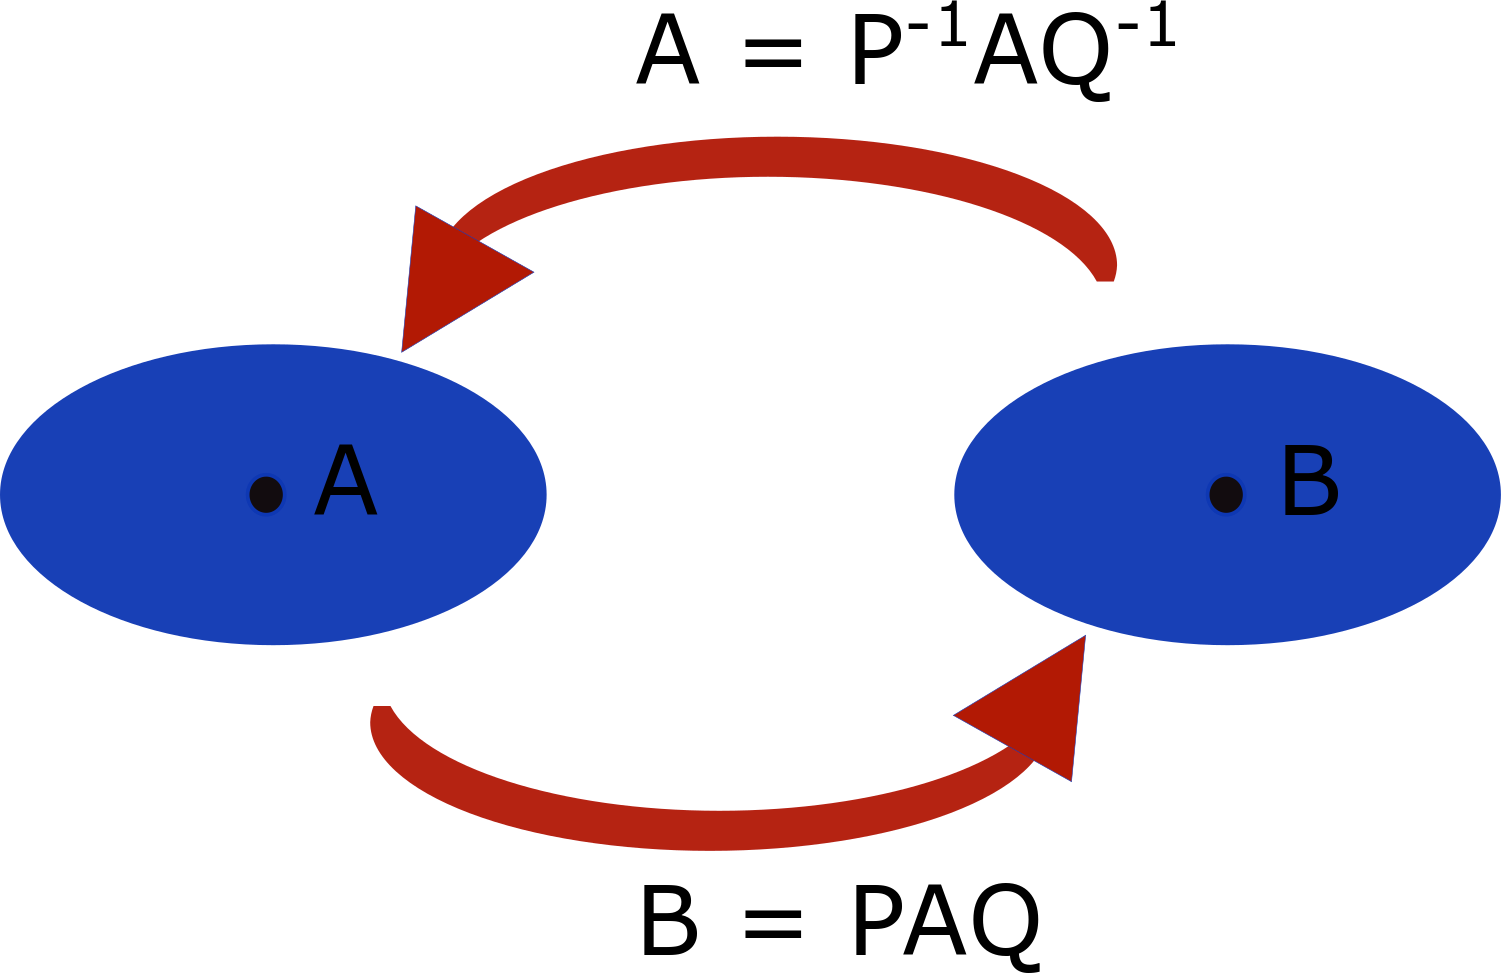 A = P⁻¹AQ⁻¹
A
B
B = PAQ